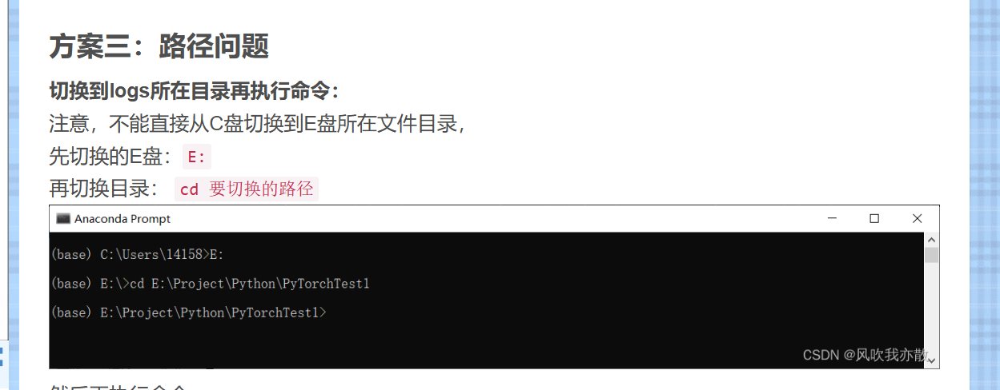 方案三：路径问题
切换到logs所在目录再执行命令：
注意，不能直接从C盘切换到E盘所在文件目录，
先切换的E盘： E:
再切换目录： cd 要切换的路径
Anaconda Prompt
(base) C:\Users\14158>E:
(base) E:\>cd E:\Project\Python\PyTorchTest1
(base) E:\Project\Python\PyTorchTest1>
CSDN @风吹我亦散